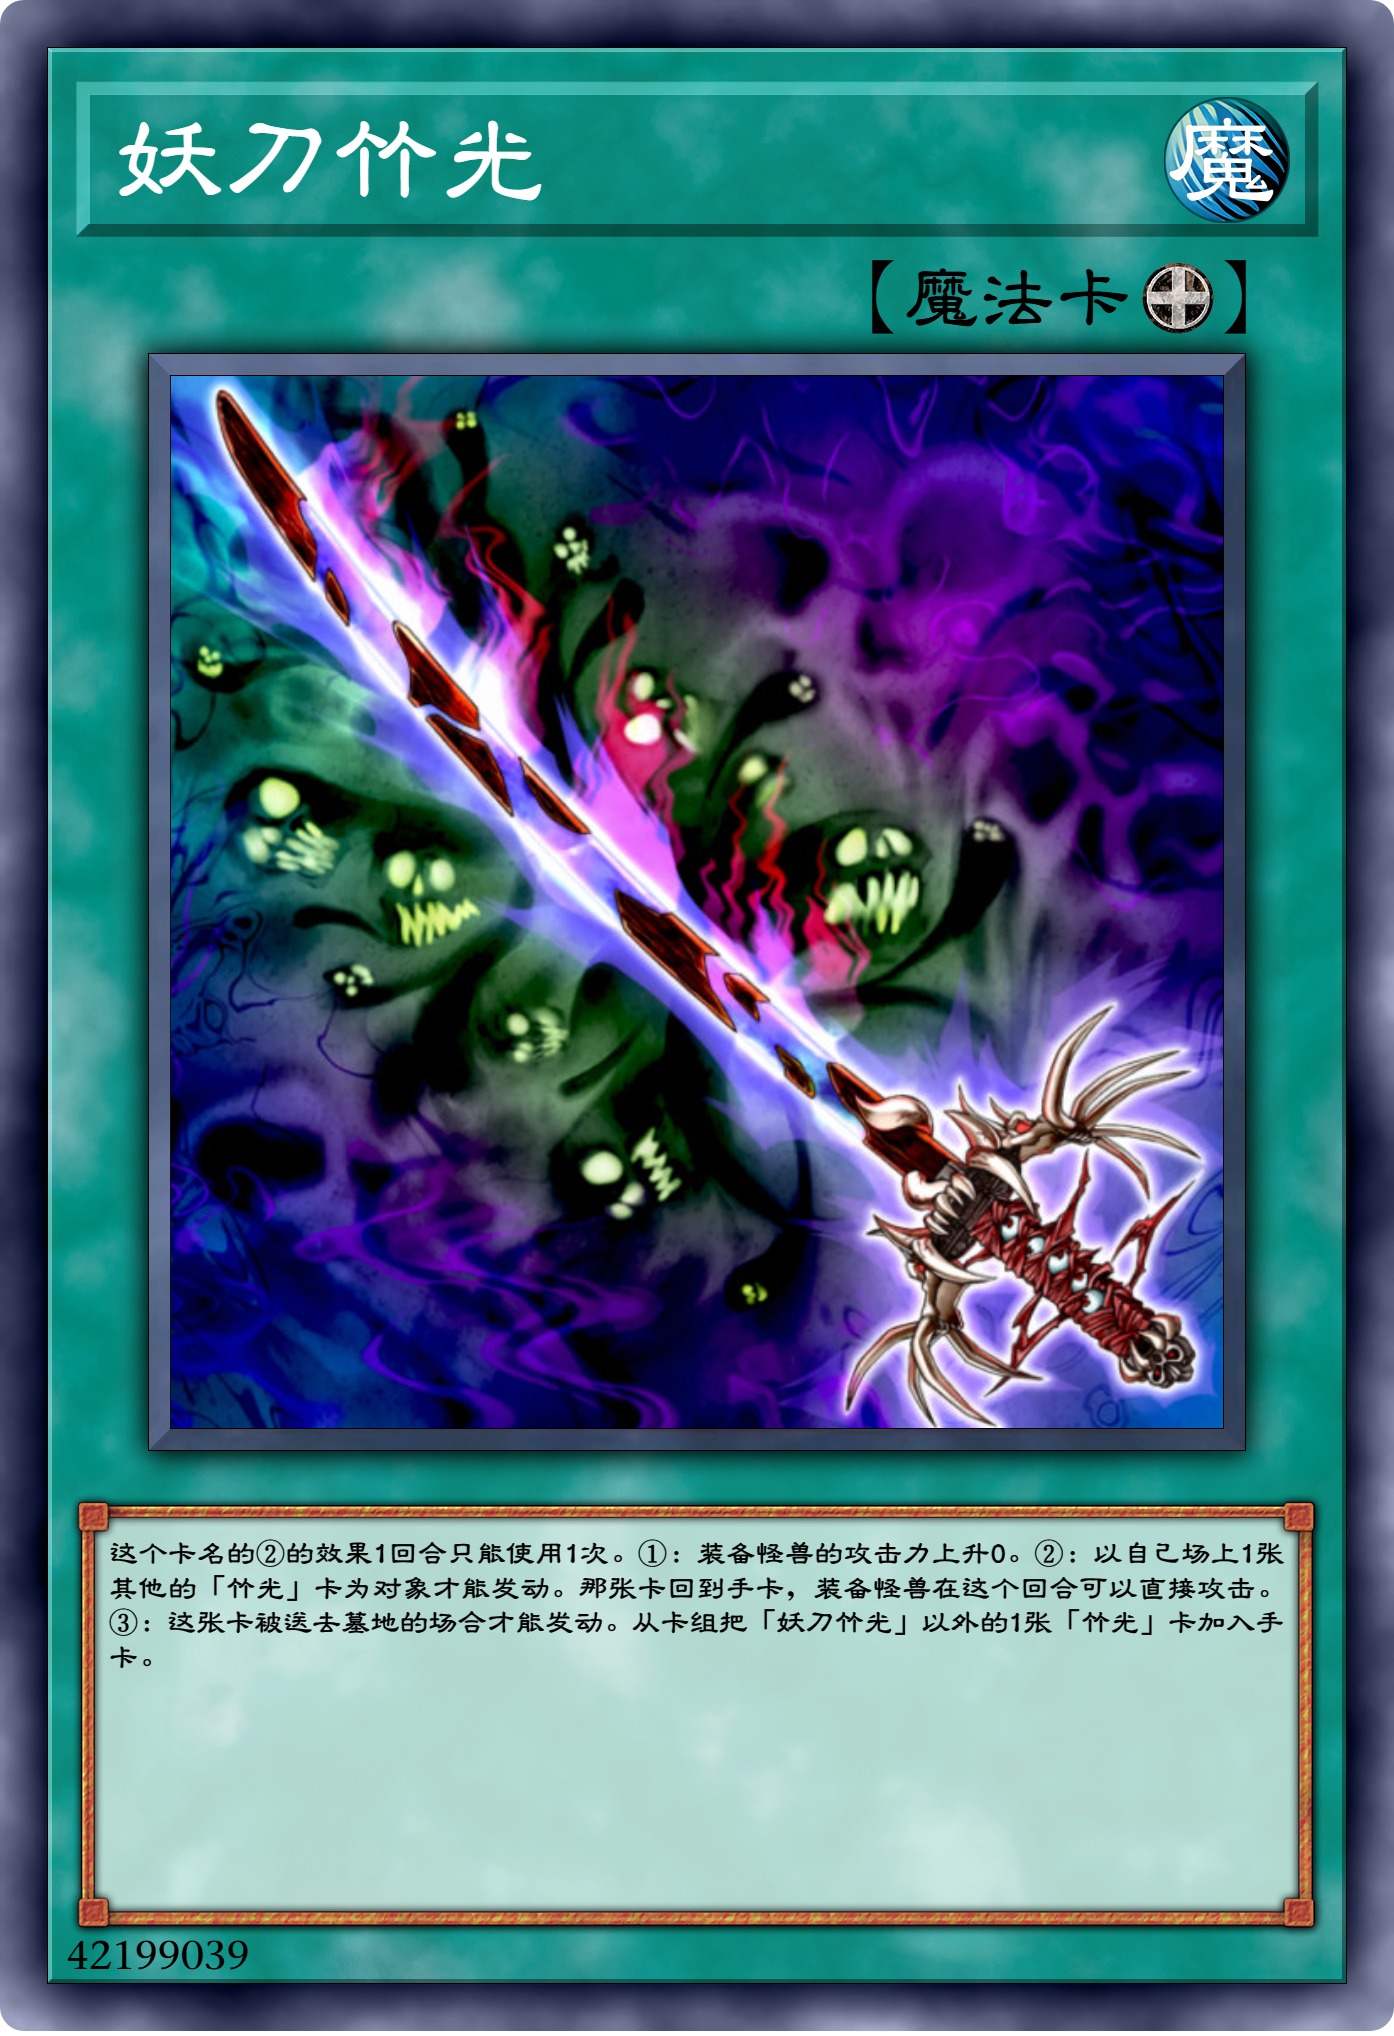 妖刀竹光
魔
【魔法卡】
这个卡名的②的效果1回合只能使用1次。①：装备怪兽的攻击力上升0。②：以自己场上1张
其他的「竹光」卡为对象才能发动。那张卡回到手卡，装备怪兽在这个回合可以直接攻击。
③：这张卡被送去墓地的场合才能发动。从卡组把「妖刀竹光」以外的1张「竹光」卡加入手
卡。
42199039